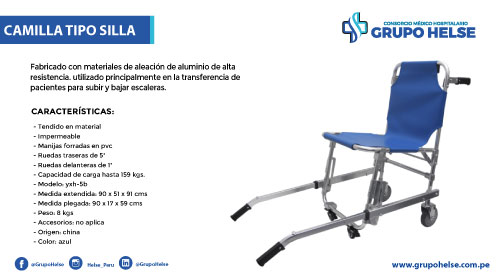 CAMILLA TIPO SILLA
CONSORCIO MÉDICO HOSPITALARIO
GRUPO HELSE
Fabricado con materiales de aleación de aluminio de alta
resistencia. utilizado principalmente en la transferencia de
pacientes para subir y bajar escaleras.
CARACTERÍSTICAS:
- Tendido en material
- Impermeable
- Manijas forradas en pvc
- Ruedas traseras de 5"
- Ruedas delanteras de 1"
- Capacidad de carga hasta 159 kgs.
- Modelo: yxh-5b
- Medida extendida: 90 x 51 x 91 cms
- Medida plegada: 90 x 17 x 59 cms
- Peso: 8 kgs
- Accesorios: no aplica
- Origen: china
- Color: azul
@GrupoHelse
Helse_Peru
@GrupoHelse
www.grupohelse.com.pe